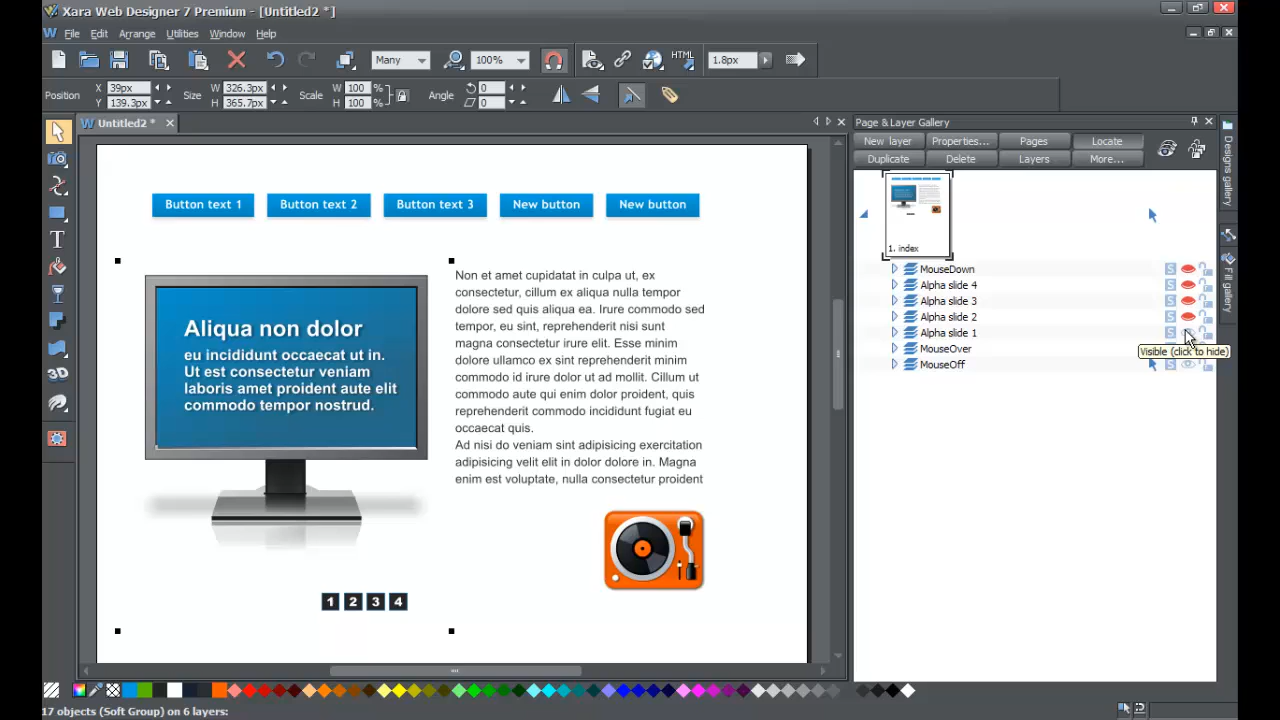 Xara Web Designer 7 Premium - [Untitled2 *]
W File Edit Arrange Utilities Window Help
Many 100% HTML 1.8px
Position X 39px Y 139.3px Size W 326.3px H 365.7px Scale W 100 % H 100 % Angle 0 0
W Untitled2 *
Page & Layer Gallery
New layer Properties... Pages Locate
Duplicate Delete Layers More...
Designs gallery
Fill gallery
T
3D
1. index
MouseDown S
Alpha slide 4 S
Alpha slide 3 S
Alpha slide 2 S
Alpha slide 1 S
MouseOver
MouseOff S
Visible (click to hide)
Button text 1 Button text 2 Button text 3 New button New button
Aliqua non dolor
eu incididunt occaecat ut in.
Ut est consectetur veniam
laboris amet proident aute elit
commodo tempor nostrud.
Non et amet cupidatat in culpa ut, ex
consectetur, cillum ex aliqua nulla tempor
dolore sed quis aliqua ea. Irure commodo sed
tempor, eu sint, reprehenderit nisi sunt
magna consectetur irure elit. Esse minim
dolore ullamco ex sint reprehenderit minim
commodo id irure dolor ut ad mollit. Cillum ut
commodo aute qui enim dolor proident, quis
reprehenderit commodo incididunt fugiat eu
occaecat quis.
Ad nisi do veniam sint adipisicing exercitation
adipisicing velit elit in dolor dolore in. Magna
enim est voluptate, nulla consectetur proident
1 2 3 4
17 objects (Soft Group) on 6 layers: